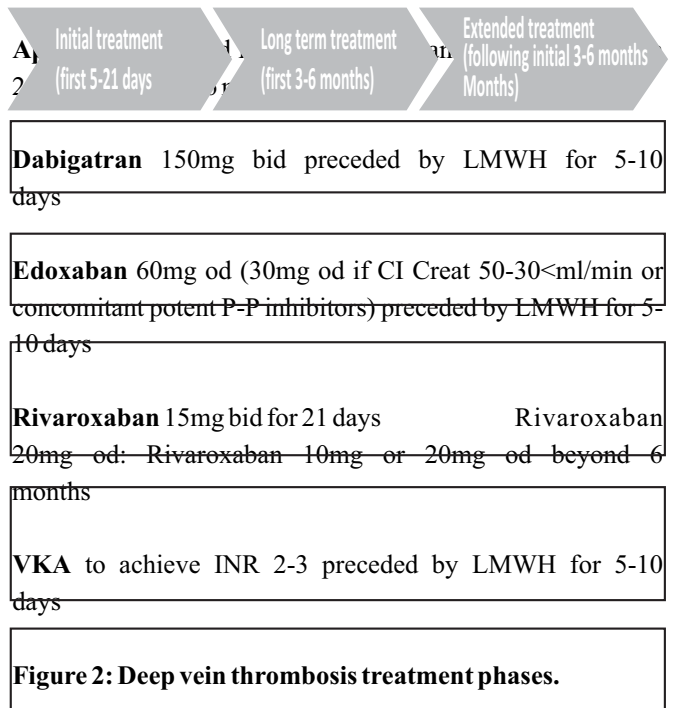 Initial treatment
(first 5-21 days
Long term treatment
(first 3-6 months)
Extended treatment
(following initial 3-6 months
Months)
Dabigatran 150mg bid preceded by LMWH for 5-10
days
Edoxaban 60mg od (30mg od if CI Creat 50-30<ml/min or
concomitant potent P-P inhibitors) preceded by LMWH for 5-
10 days
Rivaroxaban 15mg bid for 21 days Rivaroxaban
20mg od: Rivaroxaban 10mg or 20mg od beyond 6
months
VKA to achieve INR 2-3 preceded by LMWH for 5-10
days
Figure 2: Deep vein thrombosis treatment phases.